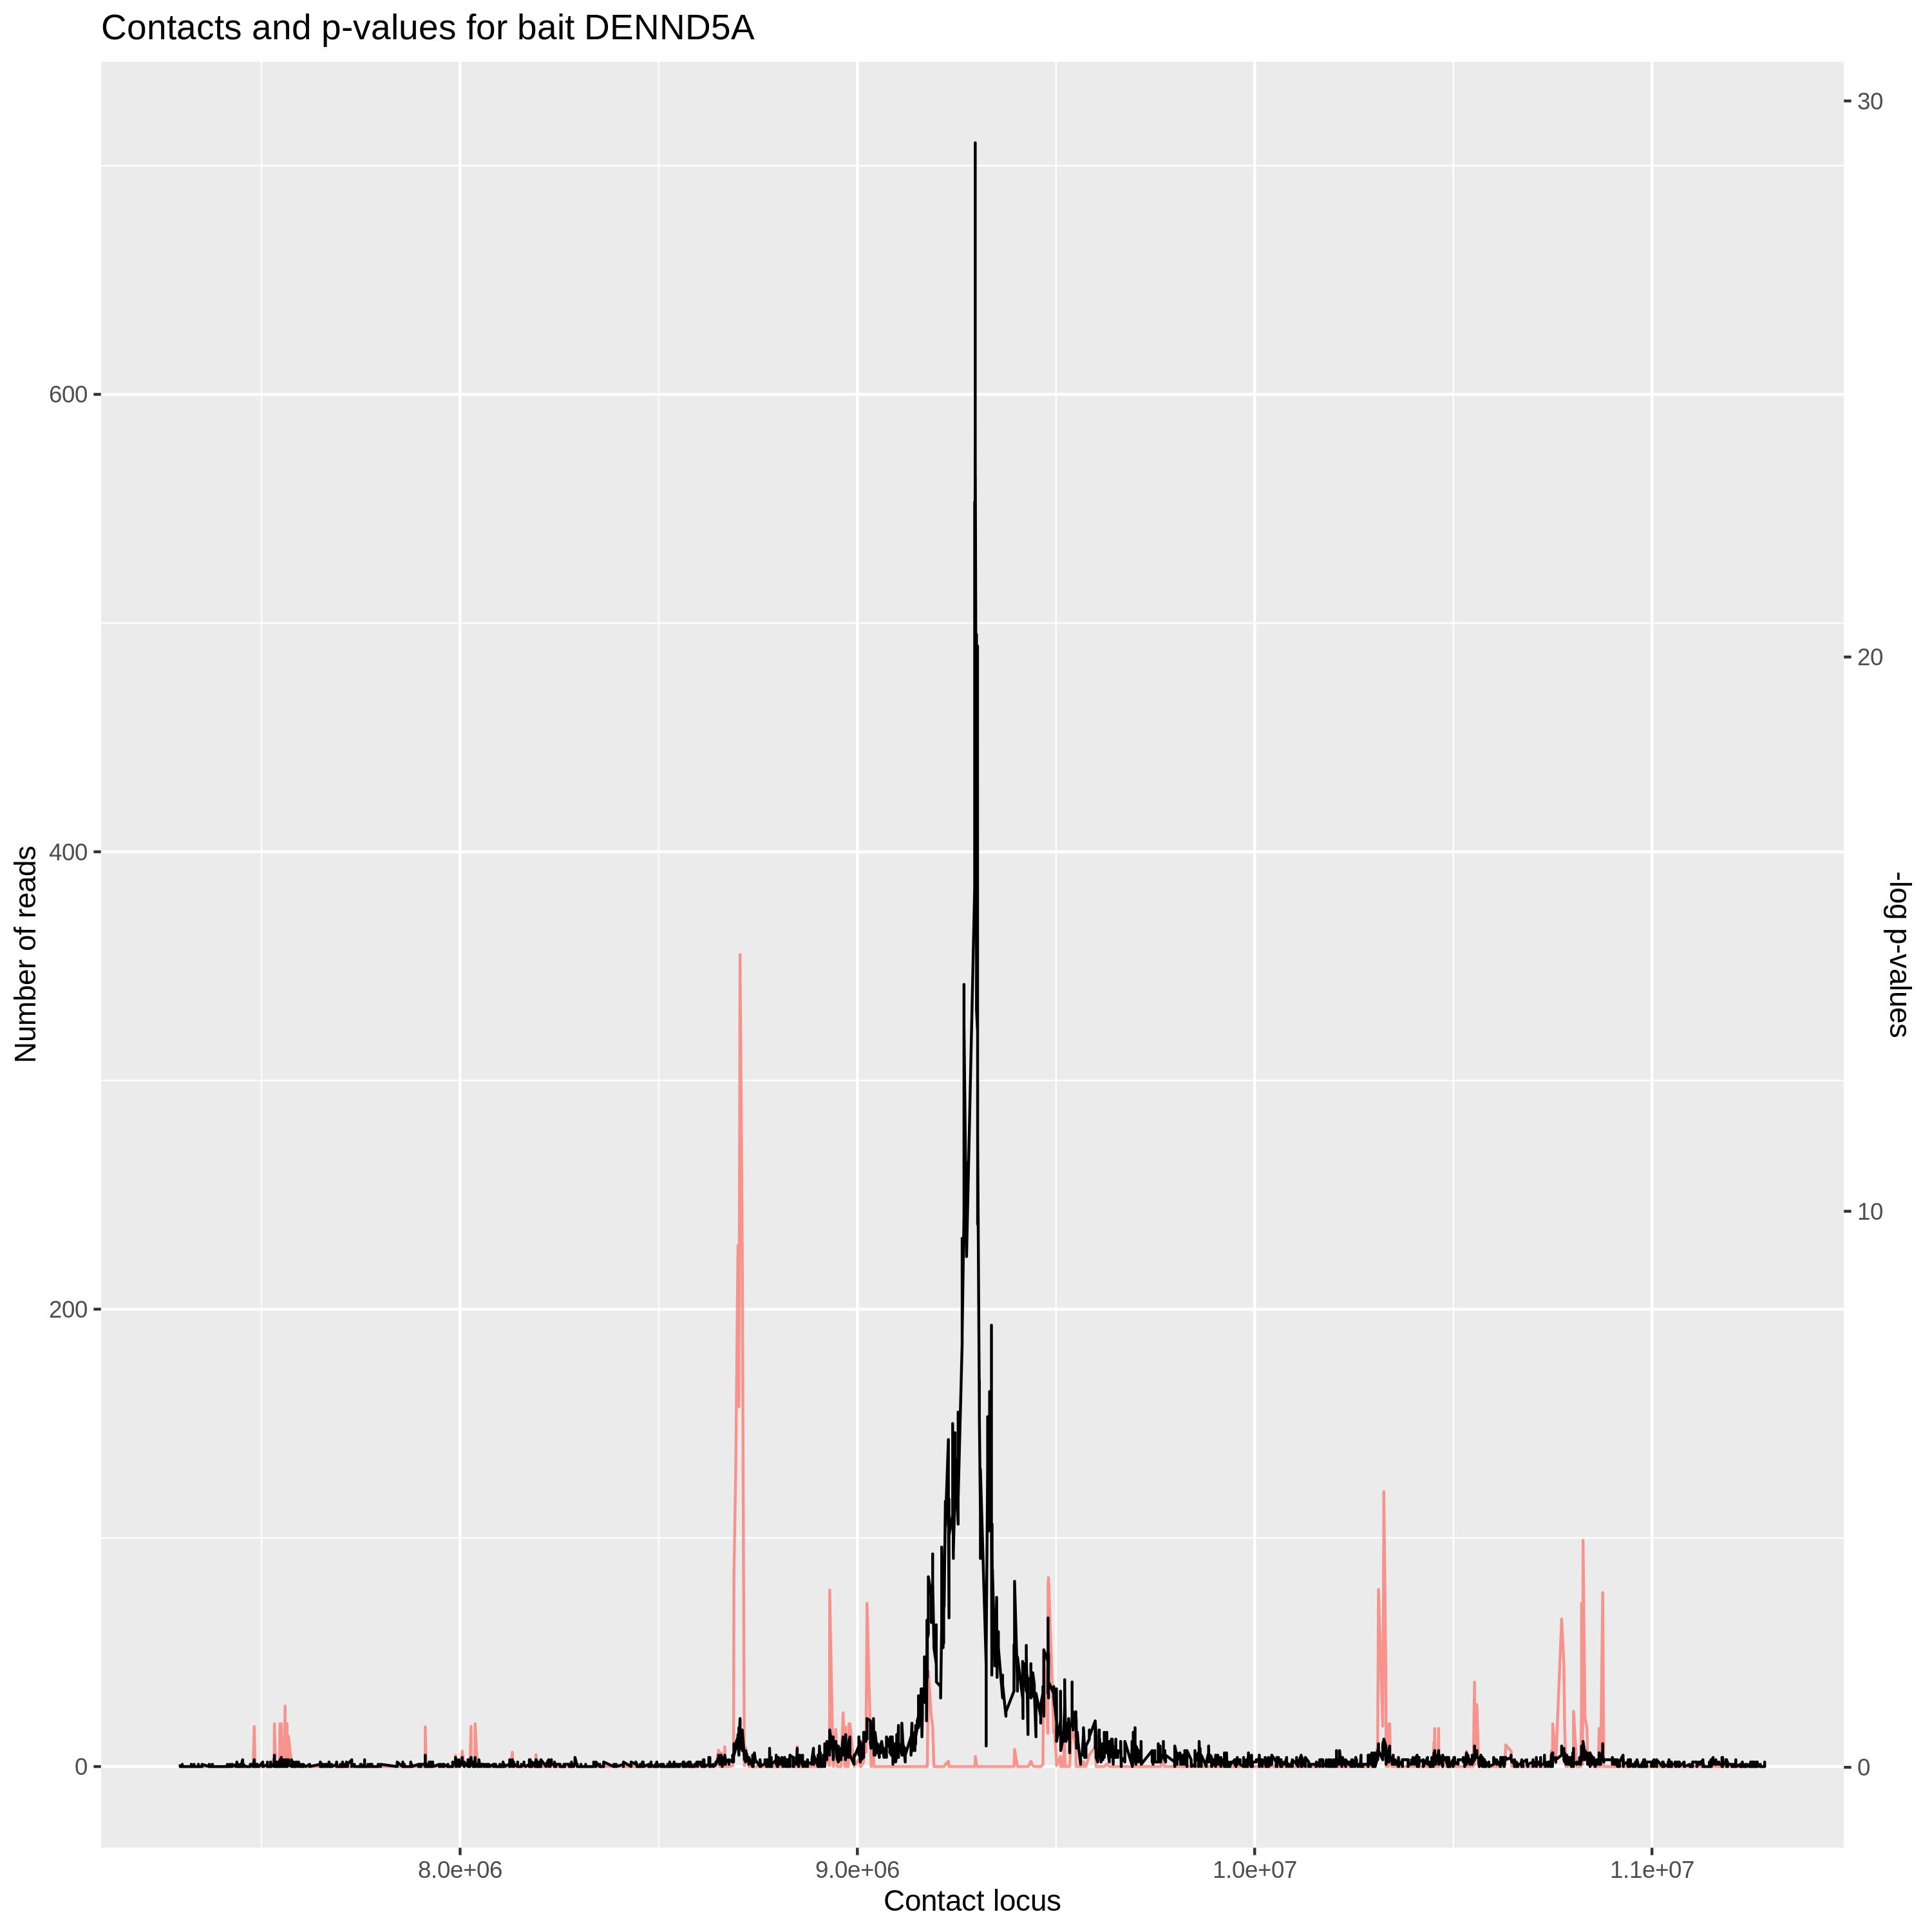 Contacts and p-values for bait DENND5A
30
600
20
400
Number of reads
-log p-values
10
200
0
0
8.0e+06
9.0e+06
1.0e+07
1.1e+07
Contact locus